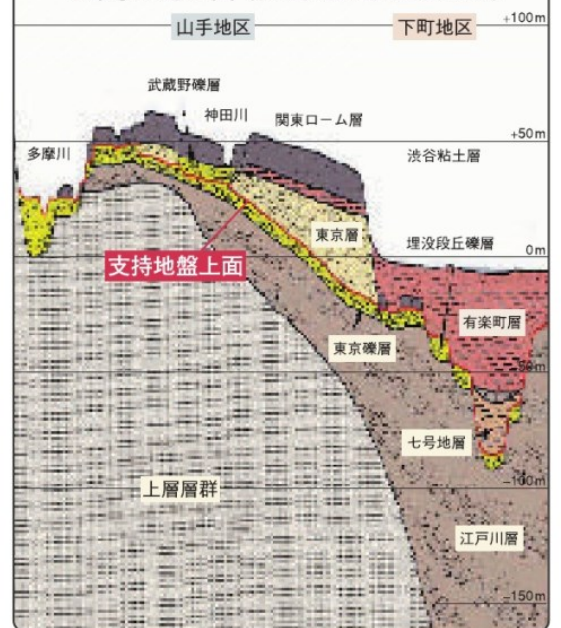 +100m
山手地区
下町地区
武蔵野礫層
神田川
関東ローム層
+50m
多摩川
渋谷粘土層
東京層
埋没段丘礫層
0m
支持地盤上面
有楽町層
東京礫層
-50m
七号地層
-100m
上層層群
江戸川層
-150m